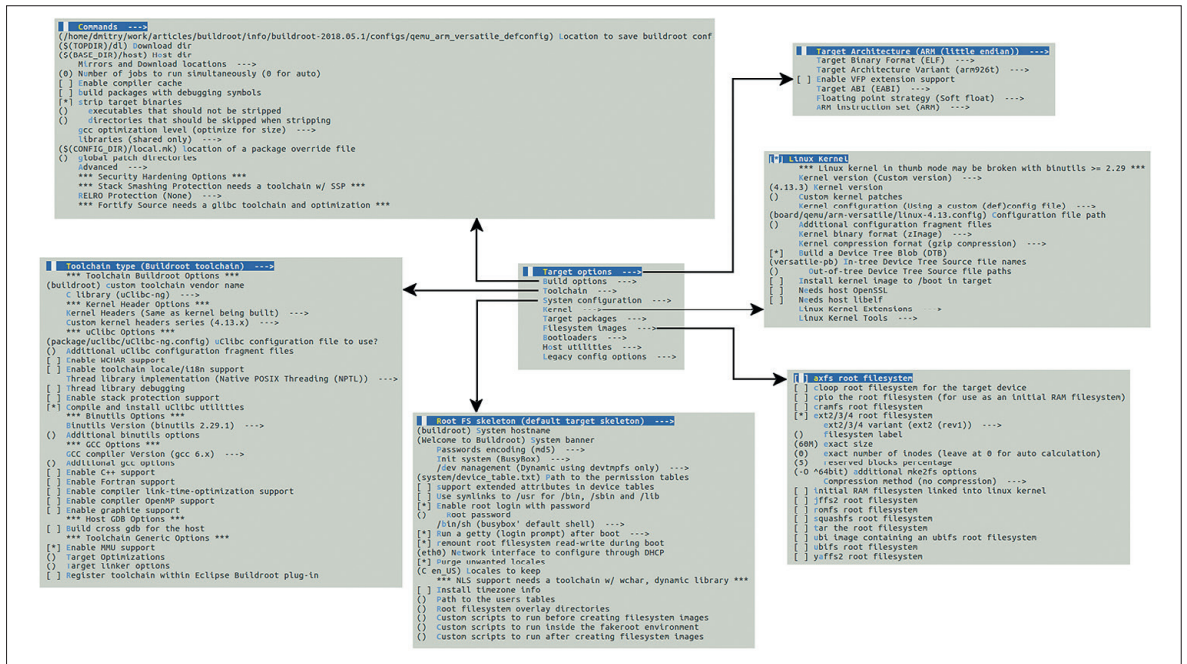 Commands  --->
(/home/dmitry/work/articles/buildroot/info/buildroot-2018.05.1/configs/qemu_arm_versatile_defconfig) Location to save buildroot conf
($(TOPDIR)/dl) Download dir
($(BASE_DIR)/host) Host dir
Mirrors and Download locations  --->
(0) Number of jobs to run simultaneously (0 for auto)
[ ] Enable compiler cache
[ ] build packages with debugging symbols
[*] strip target binaries
()    executables that should not be stripped
()    directories that should be skipped when stripping
gcc optimization level (optimize for size)  --->
libraries (shared only)  --->
($(CONFIG_DIR)/local.mk) location of a package override file
()  global patch directories
Advanced  --->
*** Security Hardening Options ***
*** Stack Smashing Protection needs a toolchain w/ SSP ***
RELRO Protection (None)  --->
*** Fortify Source needs a glibc toolchain and optimization ***
Target Architecture (ARM (little endian))  --->
Target Binary Format (ELF)  --->
Target Architecture Variant (arm926t)  --->
[ ] Enable VFP extension support
Target ABI (EABI)  --->
Floating point strategy (Soft float)  --->
ARM instruction set (ARM)  --->
[*] Linux Kernel
*** Linux kernel in thumb mode may be broken with binutils >= 2.29 ***
Kernel version (Custom version)  --->
(4.13.3) Kernel version
()    Custom kernel patches
Kernel configuration (Using a custom (def)config file)  --->
(board/qemu/arm-versatile/linux-4.13.config) Configuration file path
()    Additional configuration fragment files
Kernel binary format (zImage)  --->
Kernel compression format (gzip compression)  --->
[*]   Build a Device Tree Blob (DTB)
(versatile-pb) In-tree Device Tree Source file names
()      Out-of-tree Device Tree Source file paths
[ ]   Install kernel image to /boot in target
[ ]   Needs host OpenSSL
[ ]   Needs host libelf
Linux Kernel Extensions  --->
Linux Kernel Tools  --->
Toolchain type (Buildroot toolchain)  --->
*** Toolchain Buildroot Options ***
(buildroot) custom toolchain vendor name
C library (uClibc-ng)  --->
*** Kernel Header Options ***
Kernel Headers (Same as kernel being built)  --->
Custom kernel headers series (4.13.x)  --->
*** uClibc Options ***
(package/uclibc/uClibc-ng.config) uClibc configuration file to use?
()  Additional uClibc configuration fragment files
[ ] Enable WCHAR support
[ ] Enable toolchain locale/i18n support
Thread library implementation (Native POSIX Threading (NPTL))  --->
[ ] Thread library debugging
[ ] Enable stack protection support
[*] Compile and install uClibc utilities
*** Binutils Options ***
Binutils Version (binutils 2.29.1)  --->
()  Additional binutils options
*** GCC Options ***
GCC compiler Version (gcc 6.x)  --->
()  Additional gcc options
[ ] Enable C++ support
[ ] Enable Fortran support
[ ] Enable compiler link-time-optimization support
[ ] Enable compiler OpenMP support
[ ] Enable graphite support
*** Host GDB Options ***
[ ] Build cross gdb for the host
*** Toolchain Generic Options ***
[*] Enable MMU support
()  Target Optimizations
()  Target linker options
[ ] Register toolchain within Eclipse Buildroot plug-in
Target options  --->
Build options  --->
Toolchain  --->
System configuration  --->
Kernel  --->
Target packages  --->
Filesystem images  --->
Bootloaders  --->
Host utilities  --->
Legacy config options  --->
Root FS skeleton (default target skeleton)  --->
(buildroot) System hostname
(Welcome to Buildroot) System banner
Passwords encoding (md5)  --->
Init system (BusyBox)  --->
/dev management (Dynamic using devtmpfs only)  --->
(system/device_table.txt) Path to the permission tables
[ ] support extended attributes in device tables
[ ] Use symlinks to /usr for /bin, /sbin and /lib
[*] Enable root login with password
()    Root password
/bin/sh (busybox' default shell)  --->
[*] Run a getty (login prompt) after boot  --->
[*] remount root filesystem read-write during boot
(eth0) Network interface to configure through DHCP
[*] Purge unwanted locales
(C en_US) Locales to keep
*** NLS support needs a toolchain w/ wchar, dynamic library ***
[ ] Install timezone info
()  Path to the users tables
()  Root filesystem overlay directories
()  Custom scripts to run before creating filesystem images
()  Custom scripts to run inside the fakeroot environment
()  Custom scripts to run after creating filesystem images
[ ] axfs root filesystem
[ ] cloop root filesystem for the target device
[ ] cpio the root filesystem (for use as an initial RAM filesystem)
[ ] cramfs root filesystem
[*] ext2/3/4 root filesystem
ext2/3/4 variant (ext2 (rev1))  --->
()    filesystem label
(60M) exact size
(0)   exact number of inodes (leave at 0 for auto calculation)
(5)   reserved blocks percentage
(-O ^64bit) additional mke2fs options
Compression method (no compression)  --->
[ ] initial RAM filesystem linked into linux kernel
[ ] jffs2 root filesystem
[ ] romfs root filesystem
[ ] squashfs root filesystem
[ ] tar the root filesystem
[ ] ubi image containing an ubifs root filesystem
[ ] ubifs root filesystem
[ ] yaffs2 root filesystem